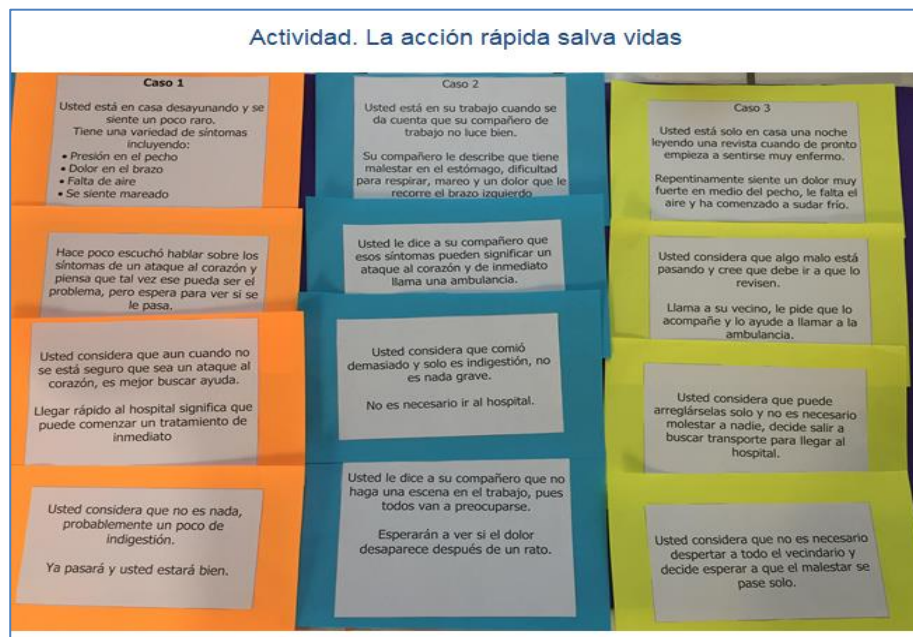 Actividad. La acción rápida salva vidas
Caso 1
Usted está en casa desayunando y se
siente un poco raro.
Tiene una variedad de síntomas
incluyendo:
• Presión en el pecho
• Dolor en el brazo
• Falta de aire
• Se siente mareado
Hace poco escuchó hablar sobre los
síntomas de un ataque al corazón y
piensa que tal vez ese pueda ser el
problema, pero espera para ver si se
le pasa.
Usted considera que aun cuando no
se está seguro que sea un ataque al
corazón, es mejor buscar ayuda.
Llegar rápido al hospital significa que
puede comenzar un tratamiento de
inmediato
Usted considera que no es nada,
probablemente un poco de
indigestión.
Ya pasará y usted estará bien.
Caso 2
Usted está en su trabajo cuando se
da cuenta que su compañero de
trabajo no luce bien.
Su compañero le describe que tiene
malestar en el estómago, dificultad
para respirar, mareo y un dolor que le
recorre el brazo izquierdo
Usted le dice a su compañero que
esos síntomas pueden significar un
ataque al corazón y de inmediato
llama una ambulancia.
Usted considera que comió
demasiado y solo es indigestión, no
es nada grave.
No es necesario ir al hospital.
Usted le dice a su compañero que no
haga una escena en el trabajo, pues
todos van a preocuparse.
Esperarán a ver si el dolor
desaparece después de un rato.
Caso 3
Usted está solo en casa una noche
leyendo una revista cuando de pronto
empieza a sentirse muy enfermo.
Repentinamente siente un dolor muy
fuerte en medio del pecho, le falta el
aire y ha comenzado a sudar frío.
Usted considera que algo malo está
pasando y cree que debe ir a que lo
revisen.
Llama a su vecino, le pide que lo
acompañe y lo ayude a llamar a la
ambulancia.
Usted considera que puede
arreglárselas solo y no es necesario
molestar a nadie, decide salir a
buscar transporte para llegar al
hospital.
Usted considera que no es necesario
despertar a todo el vecindario y
decide esperar a que el malestar se
pase solo.